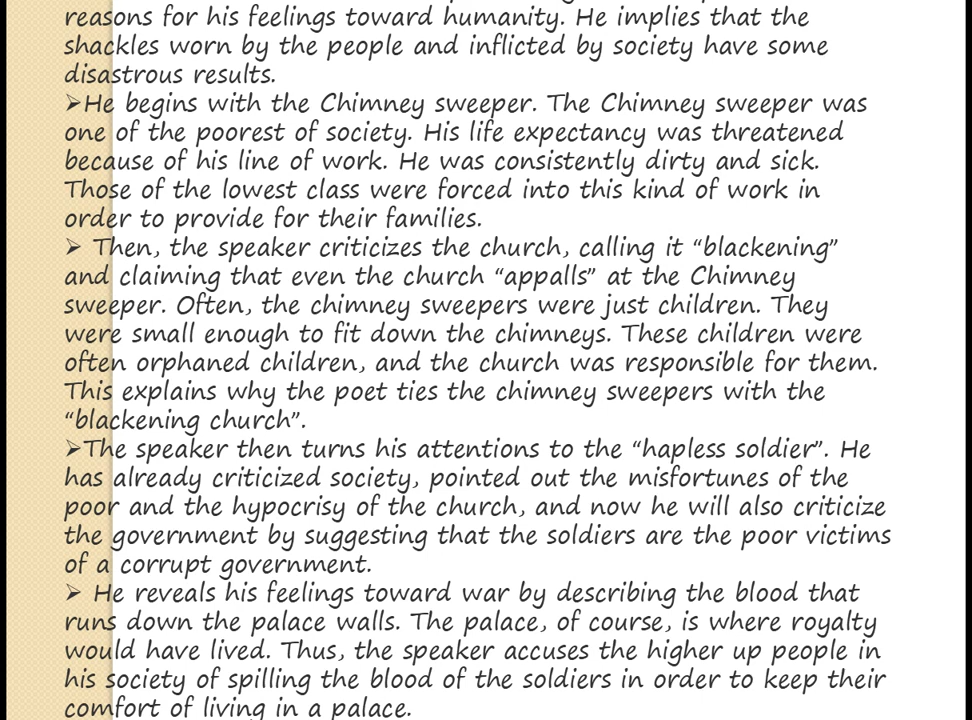 reasons for his feelings toward humanity. He implies that the
shackles worn by the people and inflicted by society have some
disastrous results.
➢He begins with the Chimney sweeper. The Chimney sweeper was
one of the poorest of society. His life expectancy was threatened
because of his line of work. He was consistently dirty and sick.
Those of the lowest class were forced into this kind of work in
order to provide for their families.
➢ Then, the speaker criticizes the church, calling it “blackening”
and claiming that even the church “appalls” at the Chimney
sweeper. Often, the chimney sweepers were just children. They
were small enough to fit down the chimneys. These children were
often orphaned children, and the church was responsible for them.
This explains why the poet ties the chimney sweepers with the
“blackening church”.
➢The speaker then turns his attentions to the “hapless soldier”. He
has already criticized society, pointed out the misfortunes of the
poor and the hypocrisy of the church, and now he will also criticize
the government by suggesting that the soldiers are the poor victims
of a corrupt government.
➢ He reveals his feelings toward war by describing the blood that
runs down the palace walls. The palace, of course, is where royalty
would have lived. Thus, the speaker accuses the higher up people in
his society of spilling the blood of the soldiers in order to keep their
comfort of living in a palace.